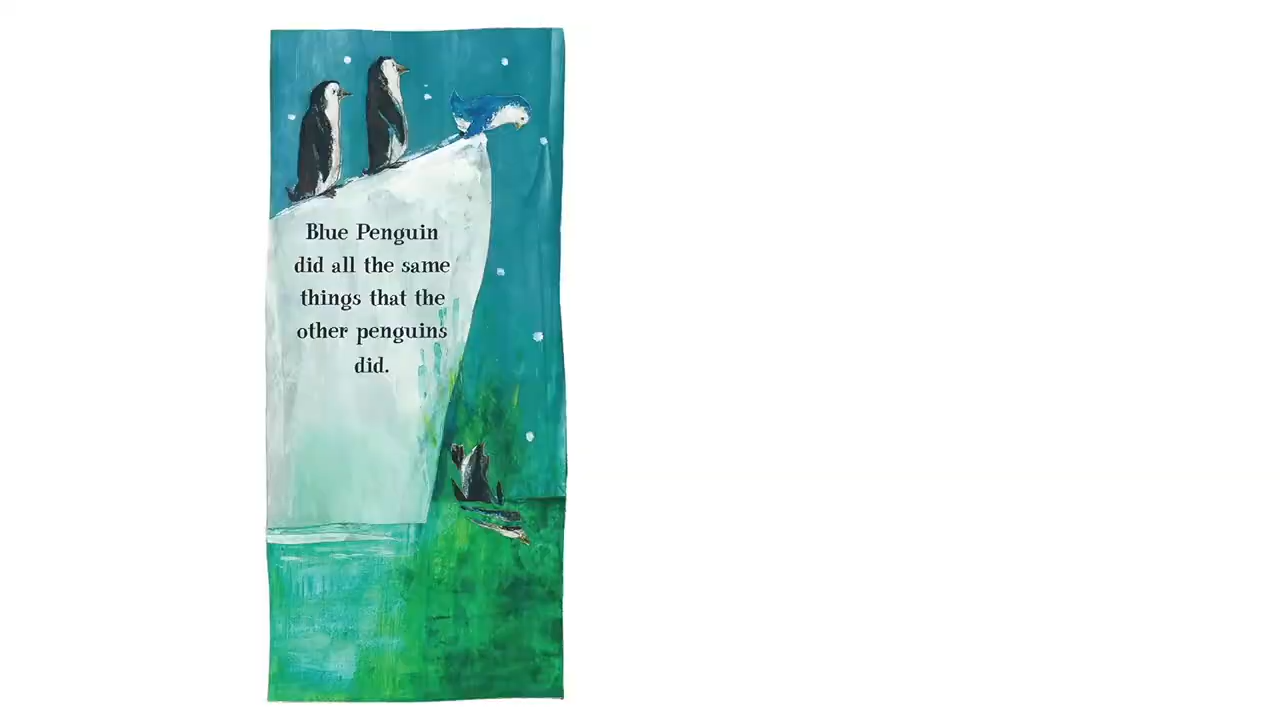 Blue Penguin
did all the same
things that the
other penguins
did.